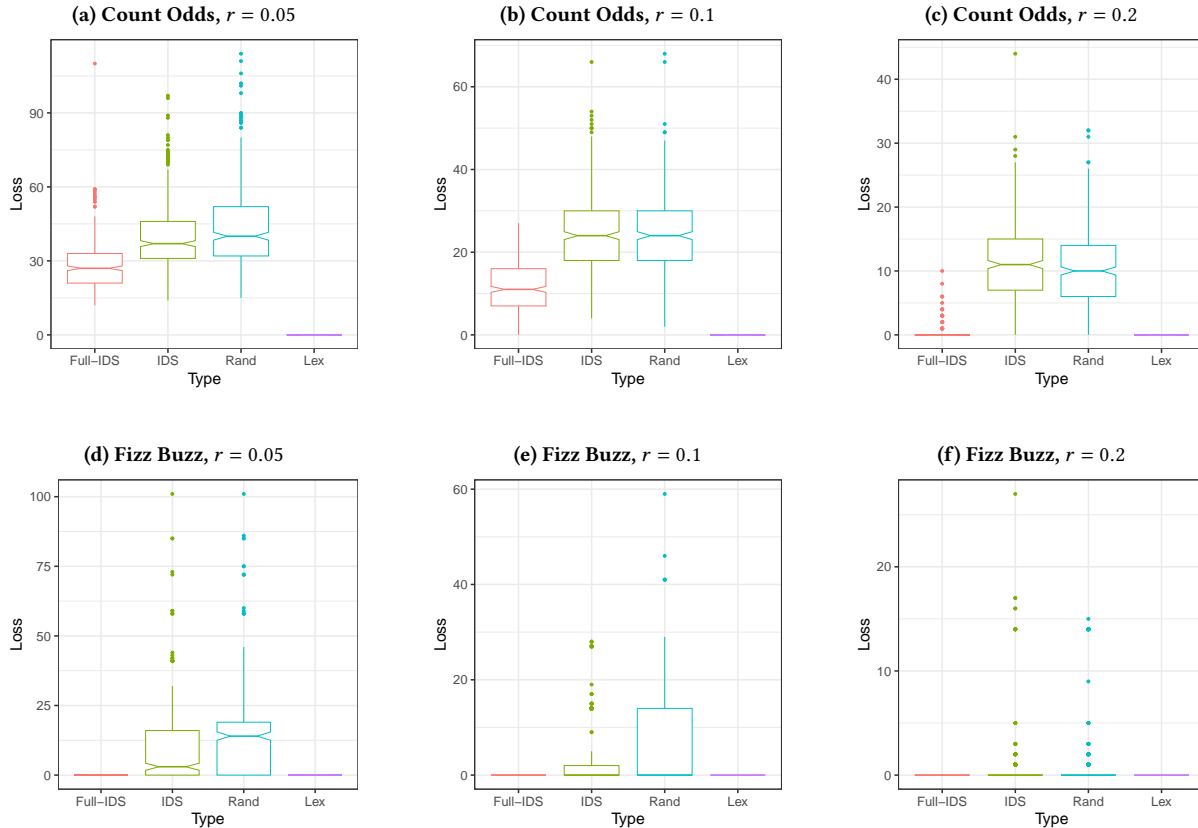 (a) Count Odds, r = 0.05
Loss
90
60
30
0
Full−IDS IDS Rand Lex
Type
(b) Count Odds, r = 0.1
Loss
60
40
20
0
Full−IDS IDS Rand Lex
Type
(c) Count Odds, r = 0.2
Loss
40
30
20
10
0
Full−IDS IDS Rand Lex
Type
(d) Fizz Buzz, r = 0.05
Loss
100
75
50
25
0
Full−IDS IDS Rand Lex
Type
(e) Fizz Buzz, r = 0.1
Loss
60
40
20
0
Full−IDS IDS Rand Lex
Type
(f) Fizz Buzz, r = 0.2
Loss
20
10
0
Full−IDS IDS Rand Lex
Type